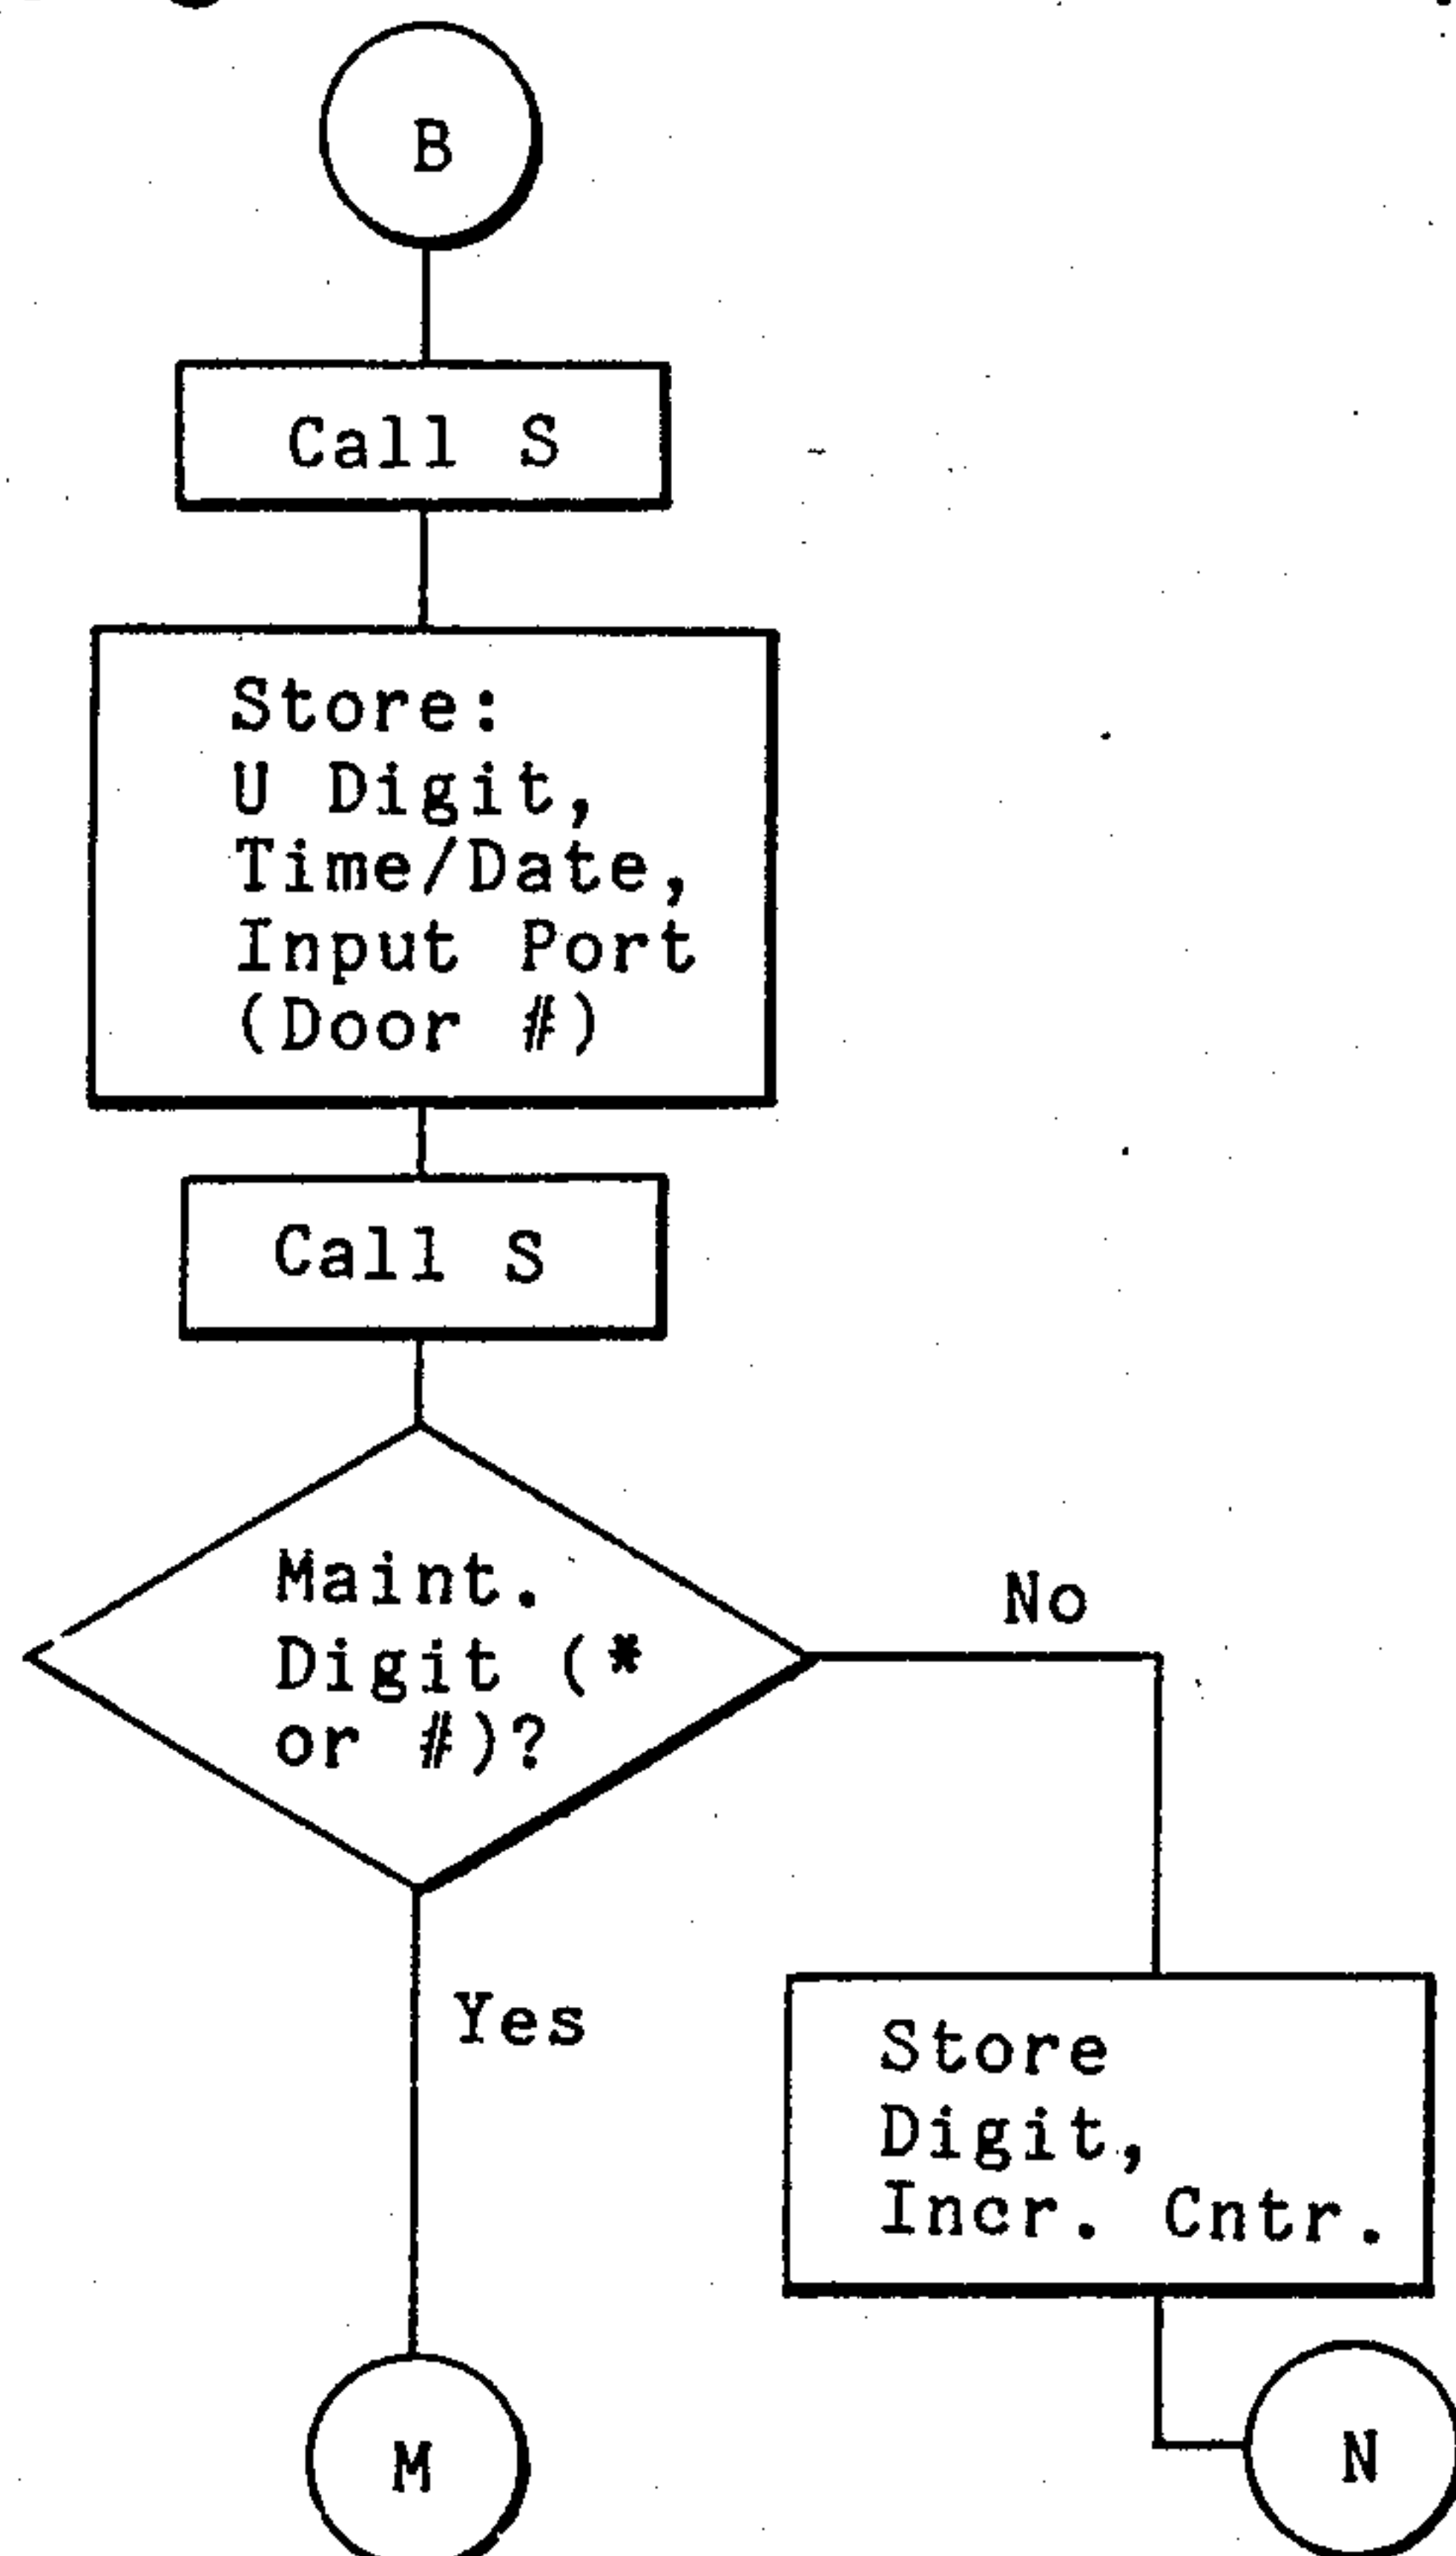 B
Call S
Store:
U Digit,
Time/Date,
Input Port
(Door #)
Call S
Maint.
Digit (*
or #)?
No
Yes
Store
Digit,
Incr. Cntr.
M
N